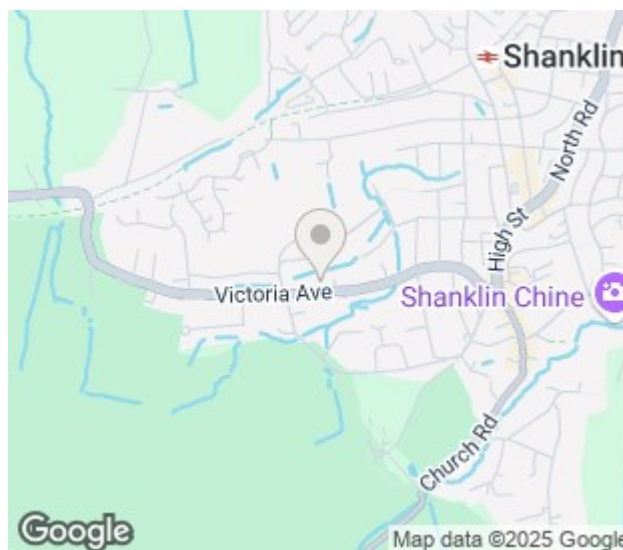 Shanklin
North Rd
High St
Victoria Ave
Shanklin Chine
Church Rd
Google
Map data ©2025 Google